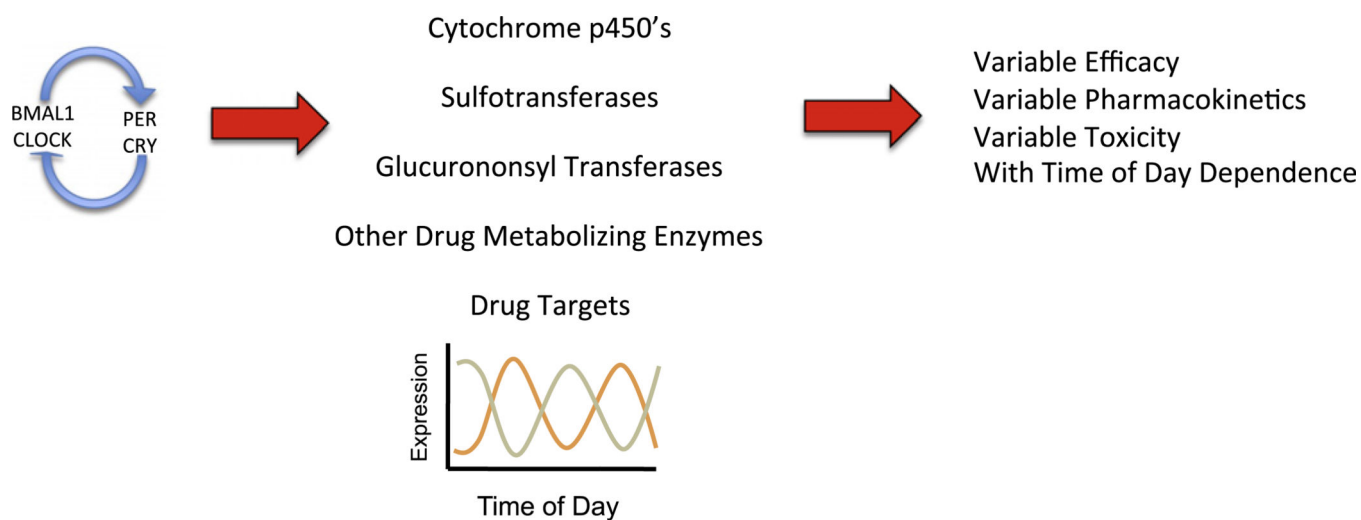 BMAL1
CLOCK
PER
CRY
Cytochrome p450’s
Sulfotransferases
Glucurononsyl Transferases
Other Drug Metabolizing Enzymes
Drug Targets
Expression
Time of Day
Variable Efficacy
Variable Pharmacokinetics
Variable Toxicity
With Time of Day Dependence